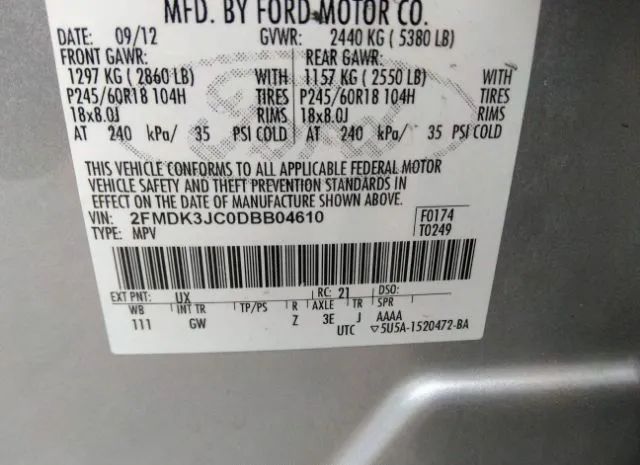 MFD. BY FORD MOTOR CO.
DATE: 09/12 GVWR: 2440 KG ( 5380 LB)
FRONT GAWR: REAR GAWR:
1297 KG ( 2860 LB) WITH 1157 KG ( 2550 LB) WITH
P245/60R18 104H TIRES P245/60R18 104H TIRES
18x8.0J RIMS 18x8.0J RIMS
AT 240 kPa/ 35 PSI COLD AT 240 kPa/ 35 PSI COLD
THIS VEHICLE CONFORMS TO ALL APPLICABLE FEDERAL MOTOR
VEHICLE SAFETY AND THEFT PREVENTION STANDARDS IN
EFFECT ON THE DATE OF MANUFACTURE SHOWN ABOVE.
VIN: 2FMDK3JC0DBB04610 F0174
TYPE: MPV T0249
EXT PNT: UX RC: 21 DSO:
WB INT TR TP/PS R AXLE TR SPR
111 GW Z 3E J AAAA
UTC ▽5U5A-1520472-BA